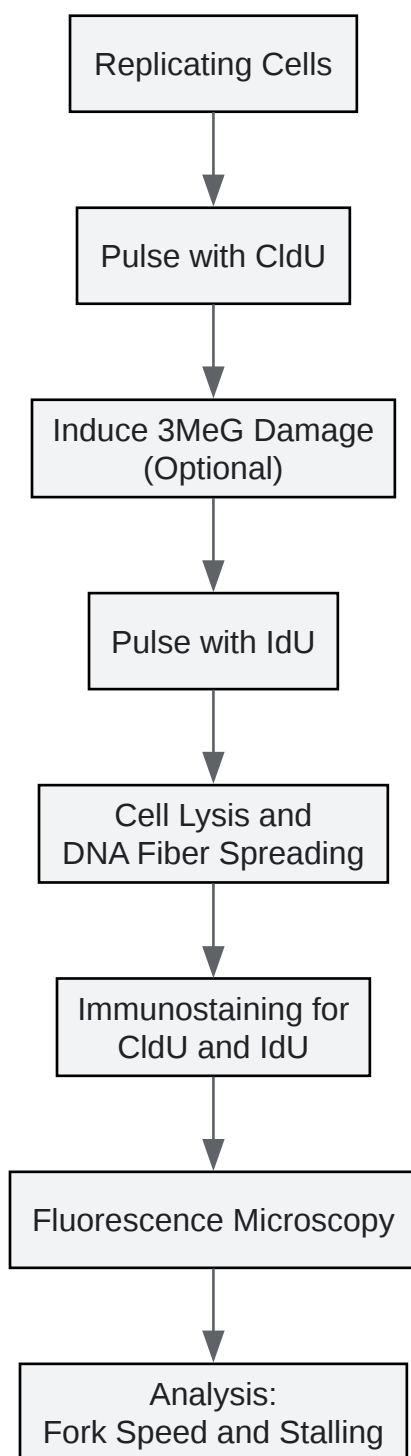 Replicating Cells
Pulse with CldU
Induce 3MeG Damage
(Optional)
Pulse with IdU
Cell Lysis and
DNA Fiber Spreading
Immunostaining for
CldU and IdU
Fluorescence Microscopy
Analysis:
Fork Speed and Stalling